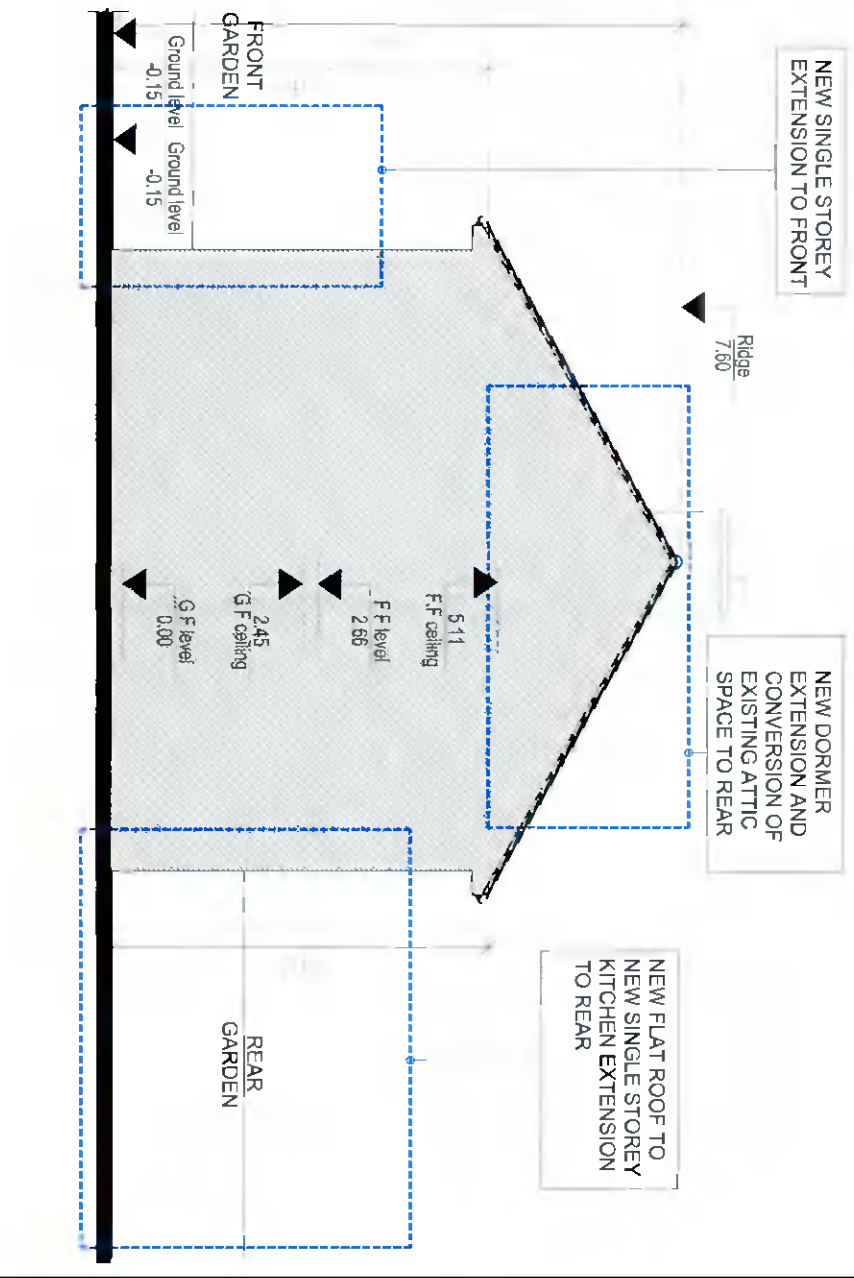 NEW SINGLE STOREY
EXTENSION TO FRONT
NEW DORMER
EXTENSION AND
CONVERSION OF
EXISTING ATTIC
SPACE TO REAR
NEW FLAT ROOF TO
NEW SINGLE STOREY
KITCHEN EXTENSION
TO REAR
Ridge
7.60
5.11
F.F ceiling
F F level
2.66
2.45
G F ceiling
G F level
0.00
FRONT
GARDEN
Ground level
-0.15
Ground level
-0.15
REAR
GARDEN